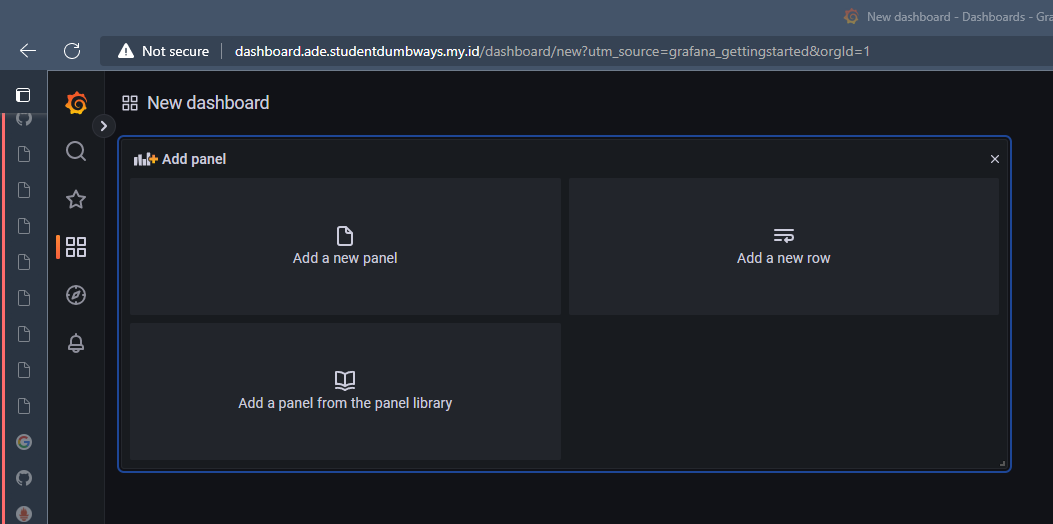 New dashboard - Dashboards - Gra
Not secure
dashboard.ade.studentdumbways.my.id/dashboard/new?utm_source=grafana_gettingstarted&orgId=1
New dashboard
Add panel
Add a new panel
Add a new row
Add a panel from the panel library